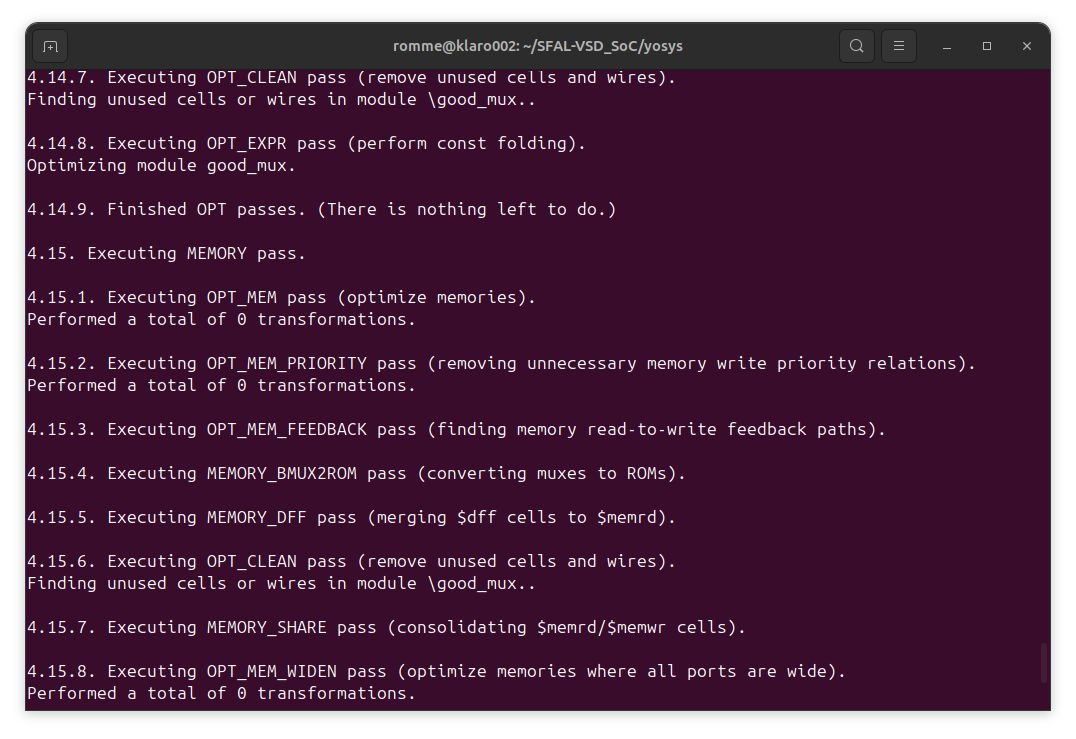 romme@klaro002: ~/SFAL-VSD_SoC/yosys
4.14.7. Executing OPT_CLEAN pass (remove unused cells and wires).
Finding unused cells or wires in module \good_mux..
4.14.8. Executing OPT_EXPR pass (perform const folding).
Optimizing module good_mux.
4.14.9. Finished OPT passes. (There is nothing left to do.)
4.15. Executing MEMORY pass.
4.15.1. Executing OPT_MEM pass (optimize memories).
Performed a total of 0 transformations.
4.15.2. Executing OPT_MEM_PRIORITY pass (removing unnecessary memory write priority relations).
Performed a total of 0 transformations.
4.15.3. Executing OPT_MEM_FEEDBACK pass (finding memory read-to-write feedback paths).
4.15.4. Executing MEMORY_BMUX2ROM pass (converting muxes to ROMs).
4.15.5. Executing MEMORY_DFF pass (merging $dff cells to $memrd).
4.15.6. Executing OPT_CLEAN pass (remove unused cells and wires).
Finding unused cells or wires in module \good_mux..
4.15.7. Executing MEMORY_SHARE pass (consolidating $memrd/$memwr cells).
4.15.8. Executing OPT_MEM_WIDEN pass (optimize memories where all ports are wide).
Performed a total of 0 transformations.